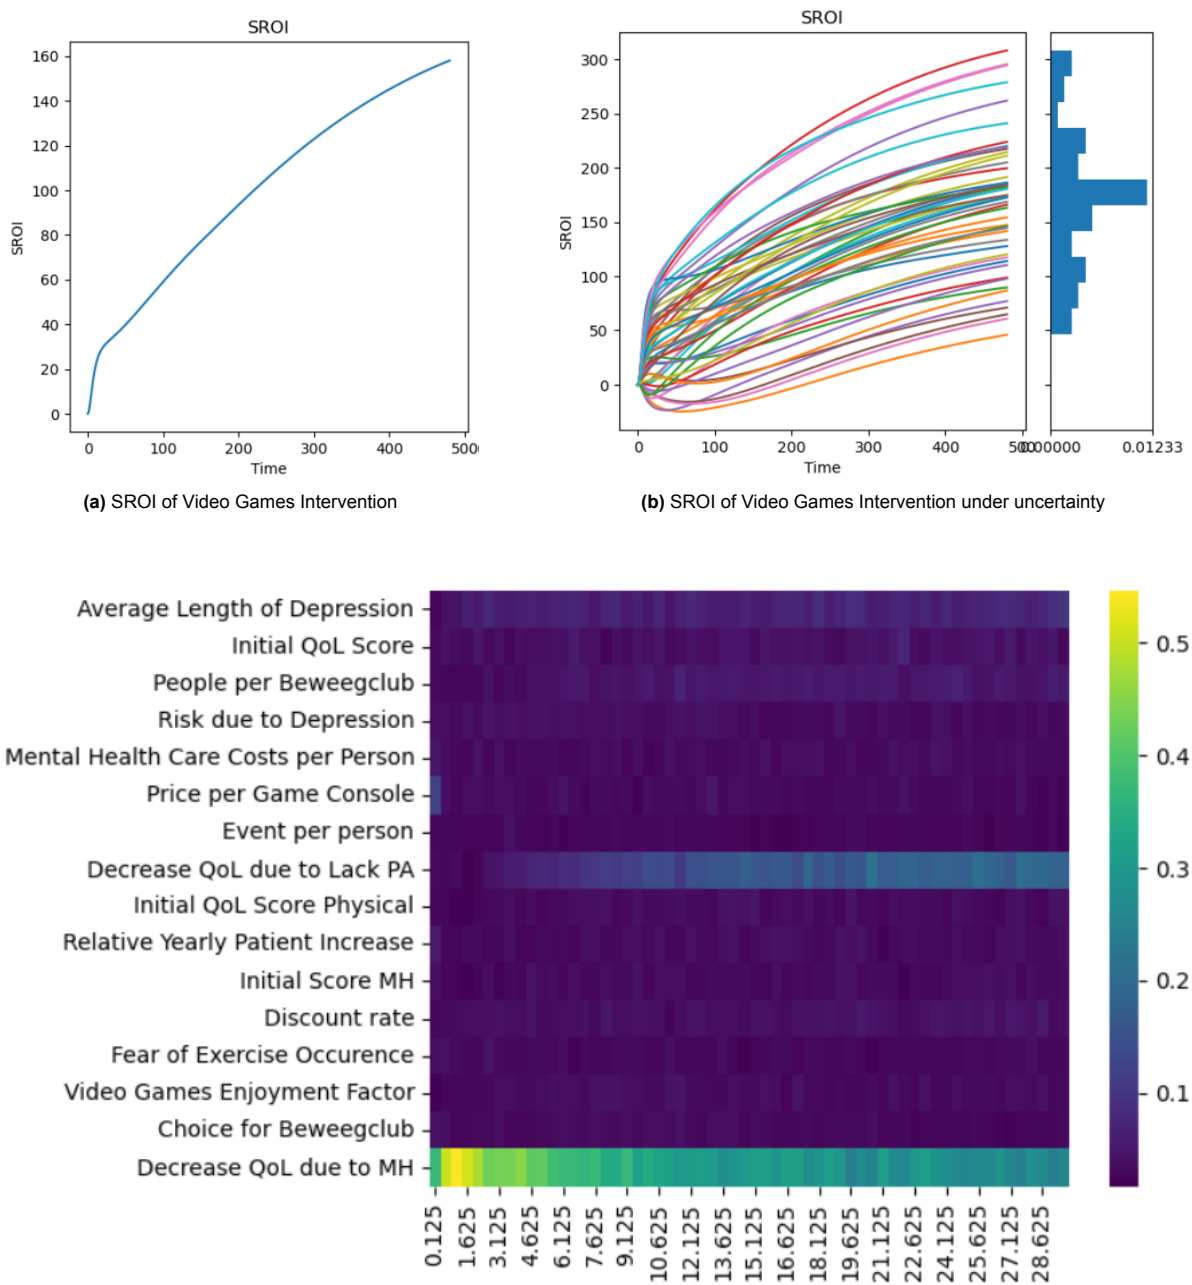 SROI
160
140
120
100
80
60
40
20
0
SROI
0 100 200 300 400 500
Time
(a) SROI of Video Games Intervention
SROI
300
250
200
150
100
50
0
SROI
0 100 200 300 400 500
Time
0.00000 0.01233
(b) SROI of Video Games Intervention under uncertainty
Average Length of Depression
Initial QoL Score
People per Beweegclub
Risk due to Depression
Mental Health Care Costs per Person
Price per Game Console
Event per person
Decrease QoL due to Lack PA
Initial QoL Score Physical
Relative Yearly Patient Increase
Initial Score MH
Discount rate
Fear of Exercise Occurence
Video Games Enjoyment Factor
Choice for Beweegclub
Decrease QoL due to MH
0.125 1.625 3.125 4.625 6.125 7.625 9.125 10.625 12.125 13.625 15.125 16.625 18.125 19.625 21.125 22.625 24.125 25.625 27.125 28.625
0.5
0.4
0.3
0.2
0.1